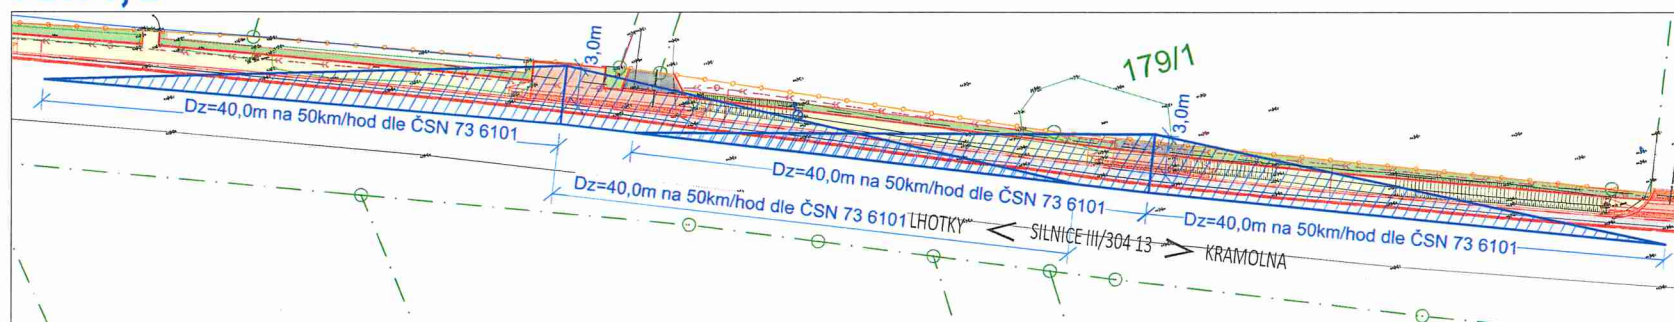 3,0m
179/1
3,0m
Dz=40,0m na 50km/hod dle ČSN 73 6101
Dz=40,0m na 50km/hod dle ČSN 73 6101
Dz=40,0m na 50km/hod dle ČSN 73 6101
Dz=40,0m na 50km/hod dle ČSN 73 6101
LHOTKY < SILNICE III/304 13 > KRAMOLNA